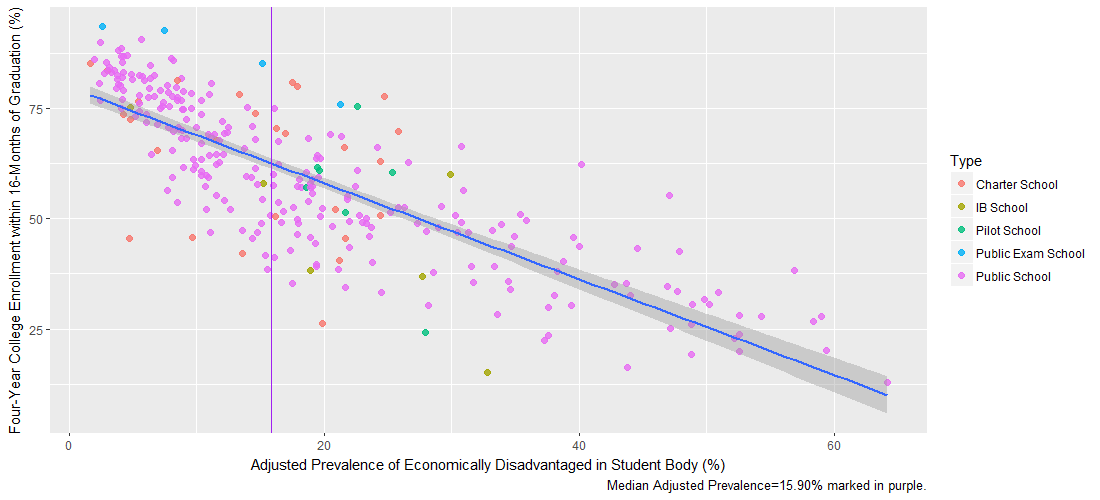 Four-Year College Enrollment within 16-Months of Graduation (%)
75
50
25
0
20
40
60
Adjusted Prevalence of Economically Disadvantaged in Student Body (%)
Median Adjusted Prevalence=15.90% marked in purple.
Type
Charter School
IB School
Pilot School
Public Exam School
Public School